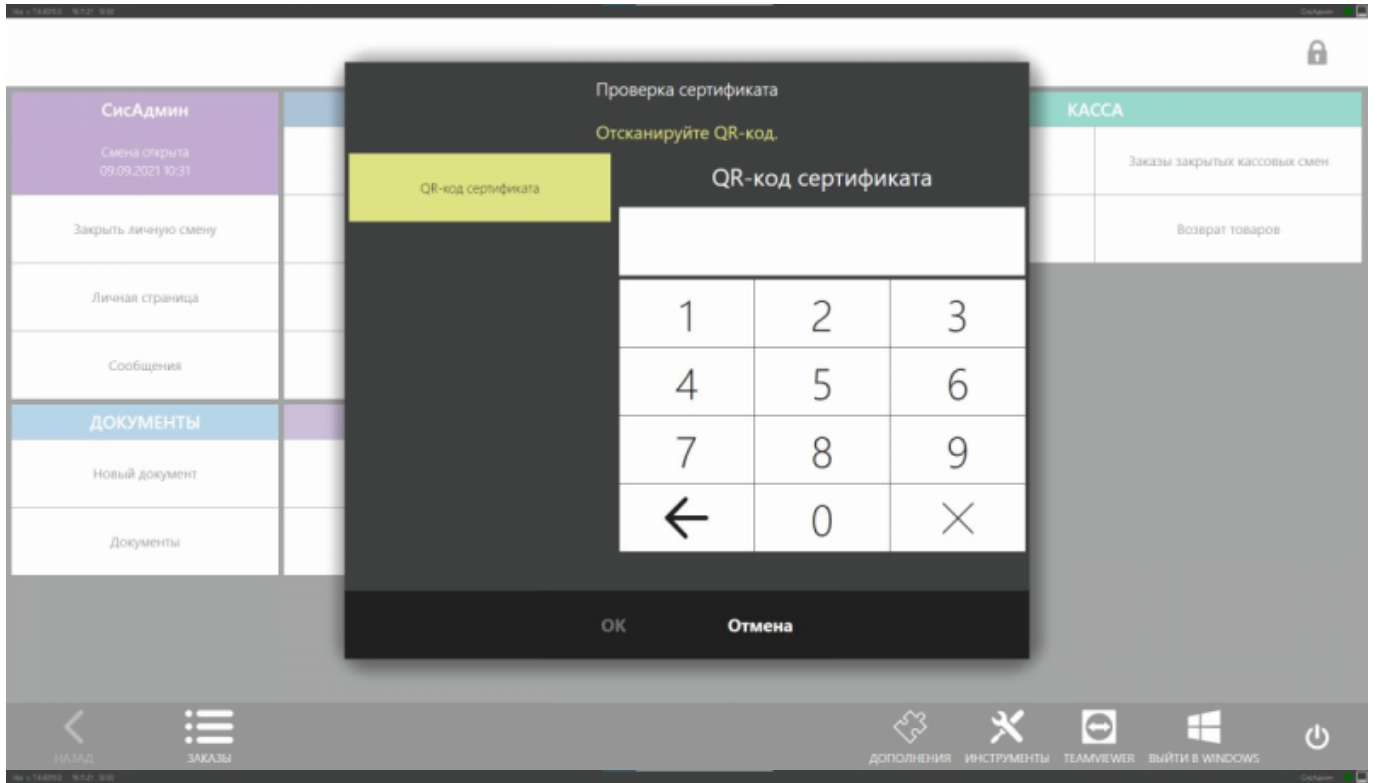 СисАдмин
Проверка сертификата
Отсканируйте QR-код.
СисАдмин
Смена открыта
09.09.2021 10:31
Закрыть личную смену
Личная страница
Сообщения
ДОКУМЕНТЫ
Новый документ
Документы
QR-код сертификата
QR-код сертификата
1 2 3
4 5 6
7 8 9
0
ОК Отмена
КАССА
Заказы закрытых кассовых смен
Возврат товаров
НАЗАД
ЗАКАЗЫ
ДОПОЛНЕНИЯ
ИНСТРУМЕНТЫ
TEAMVIEWER
ВЫЙТИ В WINDOWS
СисАдмин